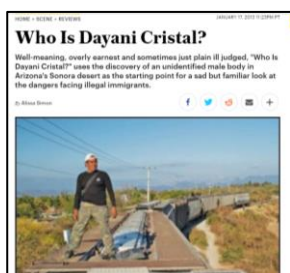 HOME • SCENE • REVIEWS
JANUARY 17, 2013 11:23PM PT
Who Is Dayani Cristal?
Well-meaning, overly earnest and sometimes just plain ill judged, "Who Is
Dayani Cristal?" uses the discovery of an unidentified male body in
Arizona's Sonora desert as the starting point for a sad but familiar look at
the dangers facing illegal immigrants.
By Alissa Simon